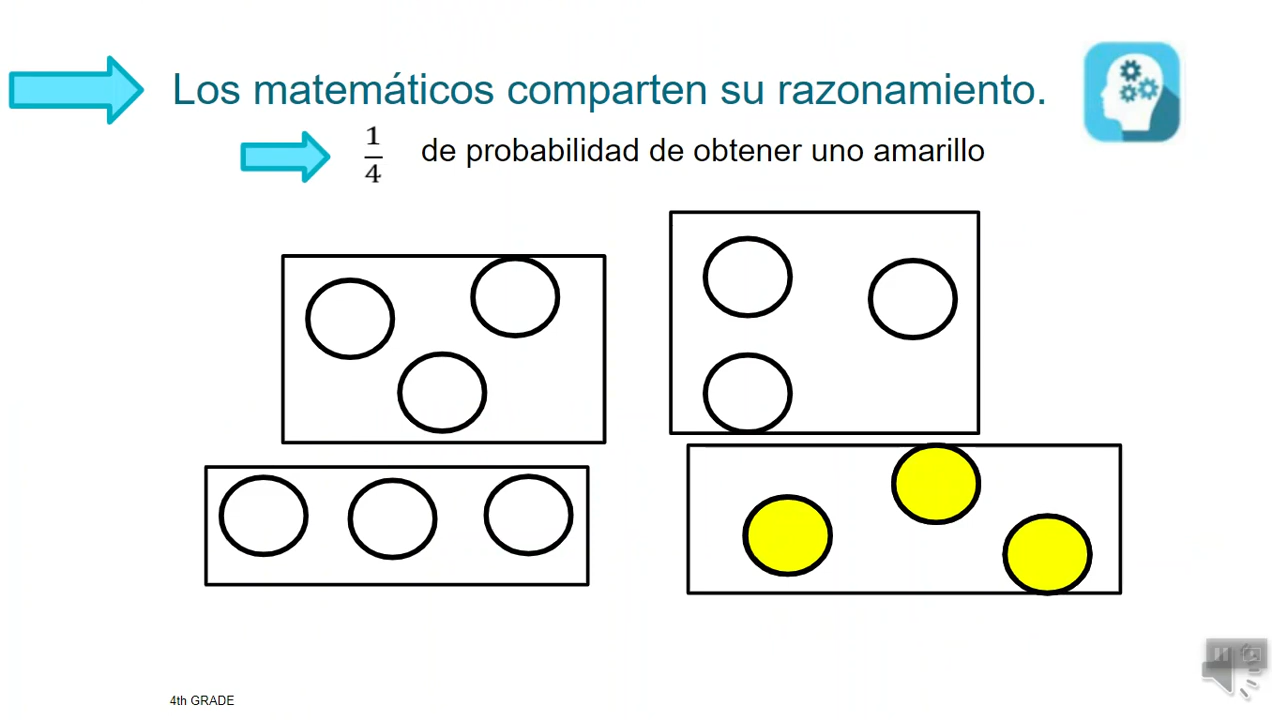 Los matemáticos comparten su razonamiento.
1/4 de probabilidad de obtener uno amarillo
4th GRADE